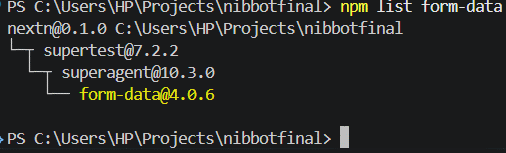 PS C:\Users\HP\Projects\nibbotfinal> npm list form-data
nextn@0.1.0 C:\Users\HP\Projects\nibbotfinal
└─┬ supertest@7.2.2
  └─┬ superagent@10.3.0
    └── form-data@4.0.6
PS C:\Users\HP\Projects\nibbotfinal>